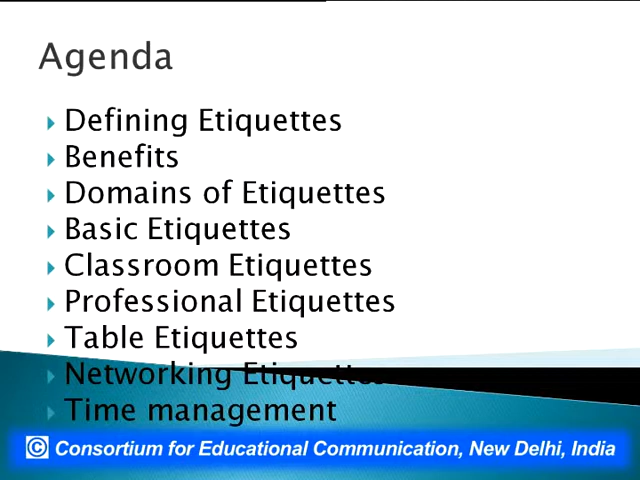 Agenda
Defining Etiquettes
Benefits
Domains of Etiquettes
Basic Etiquettes
Classroom Etiquettes
Professional Etiquettes
Table Etiquettes
Networking Etiquettes
Time management
© Consortium for Educational Communication, New Delhi, India